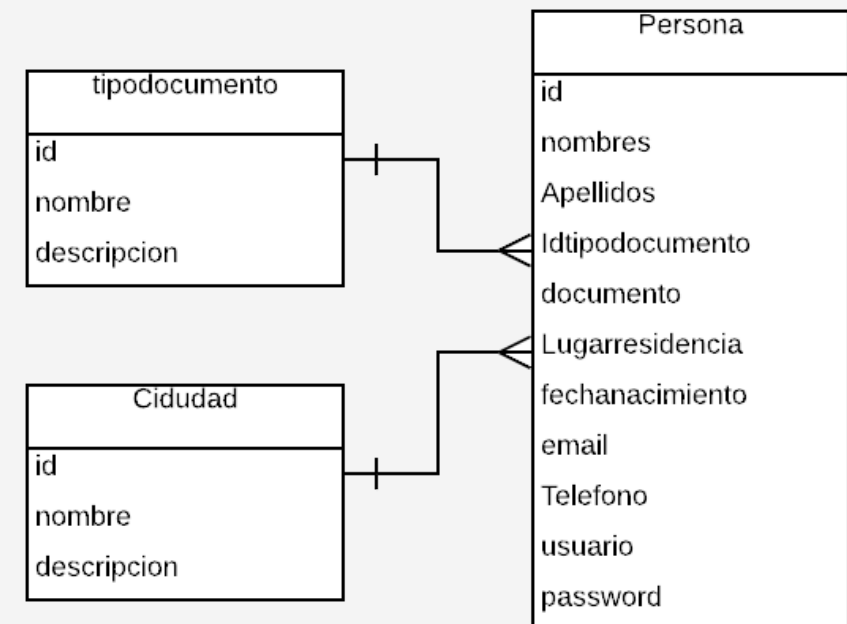 tipodocumento
id
nombre
descripcion
Cidudad
id
nombre
descripcion
Persona
id
nombres
Apellidos
Idtipodocumento
documento
Lugarresidencia
fechanacimiento
email
Telefono
usuario
password